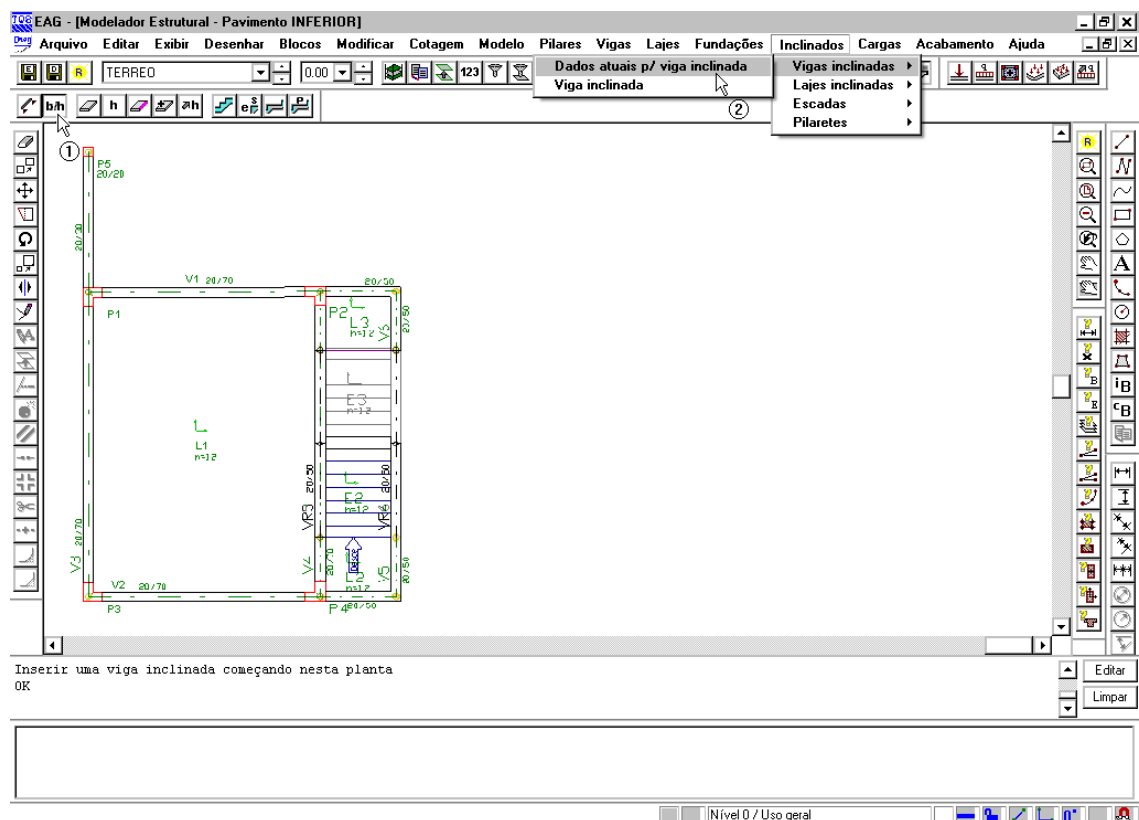 TQS EAG - [Modelador Estrutural - Pavimento INFERIOR]
Arquivo Editar Exibir Desenhar Blocos Modificar Cotagem Modelo Pilares Vigas Lajes Fundações Inclinados Cargas Acabamento Ajuda
E D R TERREO 0.00 123
Dados atuais p/ viga inclinada
Viga inclinada
Vigas inclinadas
Lajes inclinadas
Escadas
Pilaretes
2
b/h h
1
P5
20/20
20/30
V1 20/70
20/50
P1
P2
L3
n=12
V5
20/50
E3
n=12
L1
n=12
20/50
20/50
E2
n=12
VR3
VR6
20/70
V3
Desce
V4
20/70
L2
n=12
V5
20/50
V2 20/70
P3
P4
20/50
R
A
B
E
iB
cB
Inserir uma viga inclinada começando nesta planta
OK
Editar
Limpar
Nível 0 / Uso geral
0°